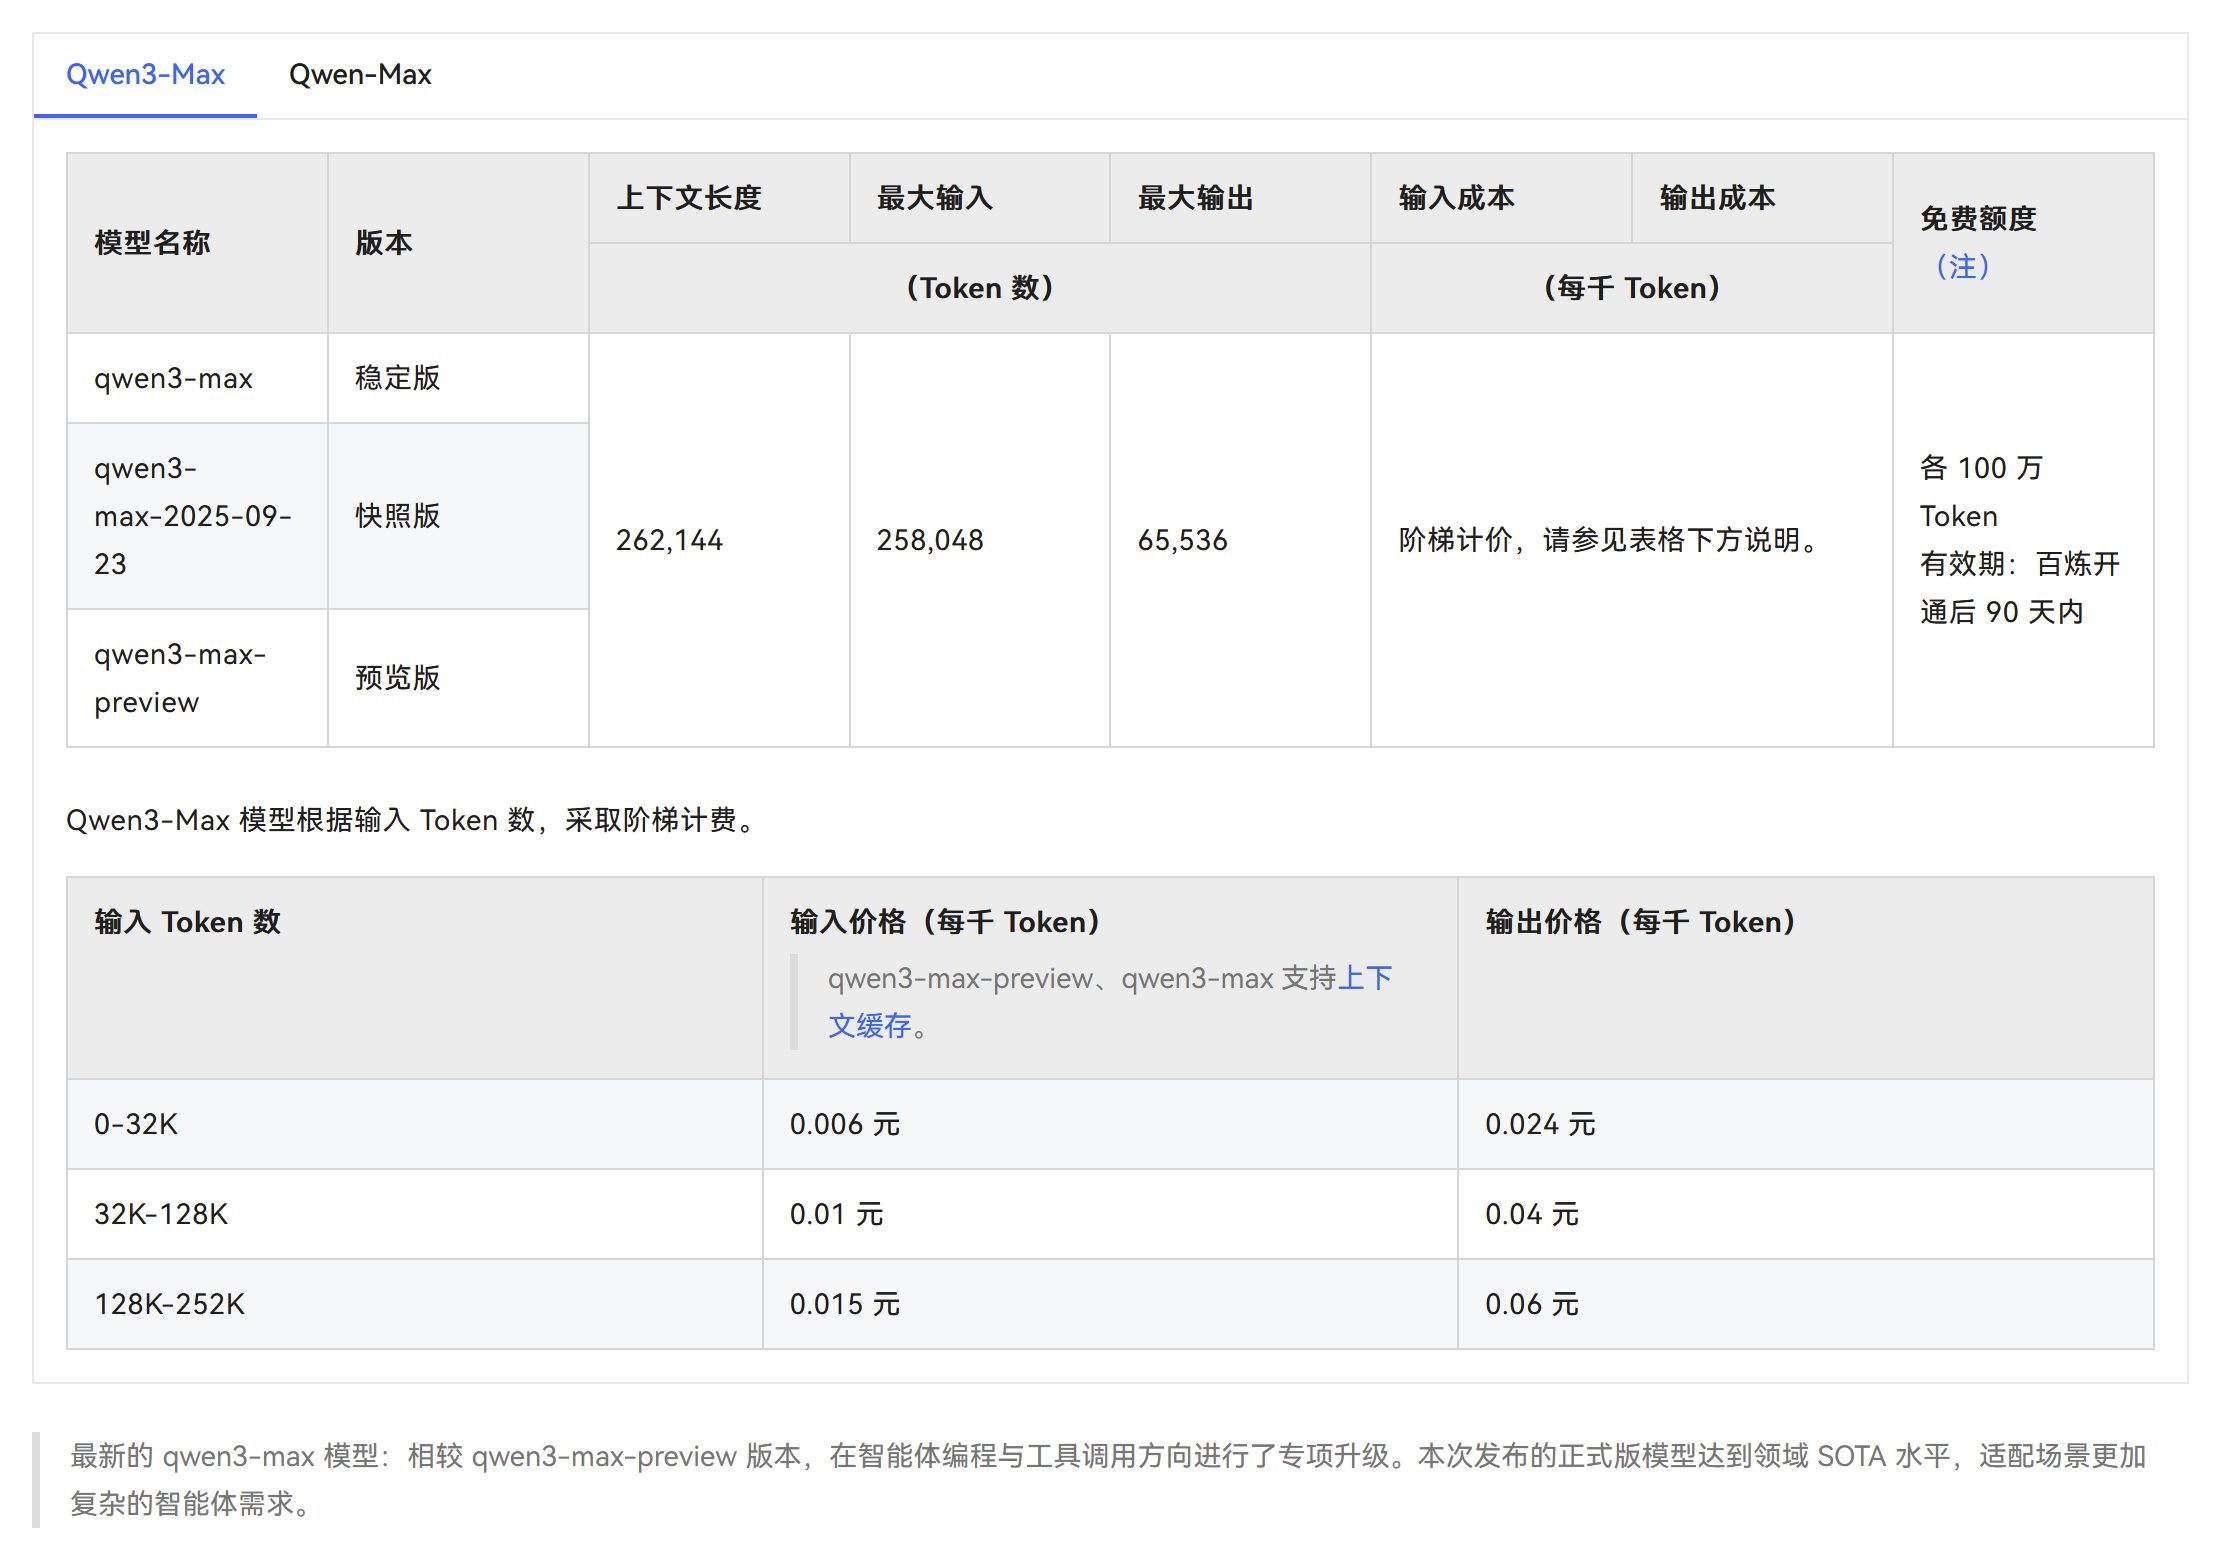 Qwen3-Max Qwen-Max
模型名称 版本 上下文长度 最大输入 最大输出 输入成本 输出成本 免费额度
（注）
（Token 数） （每千 Token）
qwen3-max 稳定版
qwen3-
max-2025-09-
23 快照版
qwen3-max-
preview 预览版
262,144 258,048 65,536 阶梯计价，请参见表格下方说明。
各 100 万
Token
有效期：百炼开
通后 90 天内
Qwen3-Max 模型根据输入 Token 数，采取阶梯计费。
输入 Token 数 输入价格（每千 Token） 输出价格（每千 Token）
qwen3-max-preview、qwen3-max 支持上下
文缓存。
0-32K 0.006 元 0.024 元
32K-128K 0.01 元 0.04 元
128K-252K 0.015 元 0.06 元
最新的 qwen3-max 模型：相较 qwen3-max-preview 版本，在智能体编程与工具调用方向进行了专项升级。本次发布的正式版模型达到领域 SOTA 水平，适配场景更加
复杂的智能体需求。